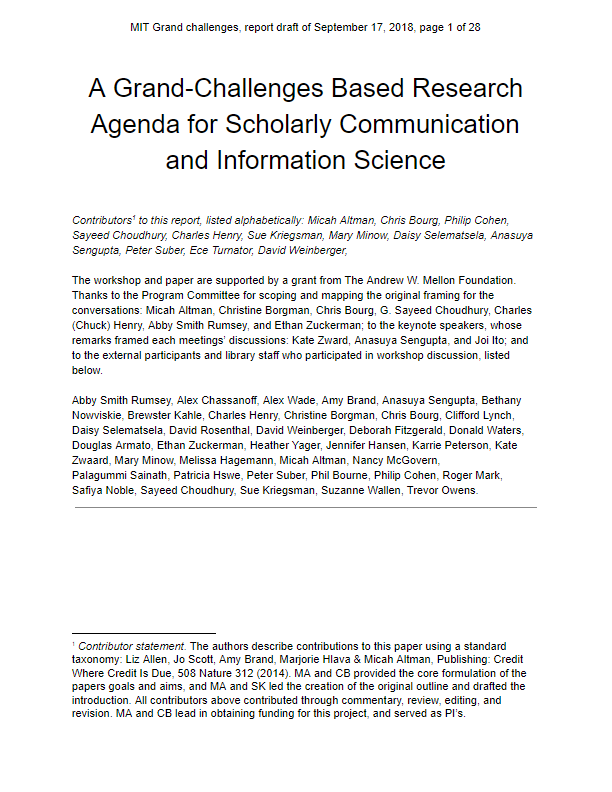 MIT Grand challenges, report draft of September 17, 2018, page 1 of 28
A Grand-Challenges Based Research
Agenda for Scholarly Communication
and Information Science
Contributors¹ to this report, listed alphabetically: Micah Altman, Chris Bourg, Philip Cohen,
Sayeed Choudhury, Charles Henry, Sue Kriegsman, Mary Minow, Daisy Selematsela, Anasuya
Sengupta, Peter Suber, Ece Turnator, David Weinberger,
The workshop and paper are supported by a grant from The Andrew W. Mellon Foundation.
Thanks to the Program Committee for scoping and mapping the original framing for the
conversations: Micah Altman, Christine Borgman, Chris Bourg, G. Sayeed Choudhury, Charles
(Chuck) Henry, Abby Smith Rumsey, and Ethan Zuckerman; to the keynote speakers, whose
remarks framed each meetings’ discussions: Kate Zward, Anasuya Sengupta, and Joi Ito; and
to the external participants and library staff who participated in workshop discussion, listed
below.
Abby Smith Rumsey, Alex Chassanoff, Alex Wade, Amy Brand, Anasuya Sengupta, Bethany
Nowviskie, Brewster Kahle, Charles Henry, Christine Borgman, Chris Bourg, Clifford Lynch,
Daisy Selematsela, David Rosenthal, David Weinberger, Deborah Fitzgerald, Donald Waters,
Douglas Armato, Ethan Zuckerman, Heather Yager, Jennifer Hansen, Karrie Peterson, Kate
Zwaard, Mary Minow, Melissa Hagemann, Micah Altman, Nancy McGovern,
Palagummi Sainath, Patricia Hswe, Peter Suber, Phil Bourne, Philip Cohen, Roger Mark,
Safiya Noble, Sayeed Choudhury, Sue Kriegsman, Suzanne Wallen, Trevor Owens.
¹ Contributor statement. The authors describe contributions to this paper using a standard
taxonomy: Liz Allen, Jo Scott, Amy Brand, Marjorie Hlava & Micah Altman, Publishing: Credit
Where Credit Is Due, 508 Nature 312 (2014). MA and CB provided the core formulation of the
papers goals and aims, and MA and SK led the creation of the original outline and drafted the
introduction. All contributors above contributed through commentary, review, editing, and
revision. MA and CB lead in obtaining funding for this project, and served as PI’s.